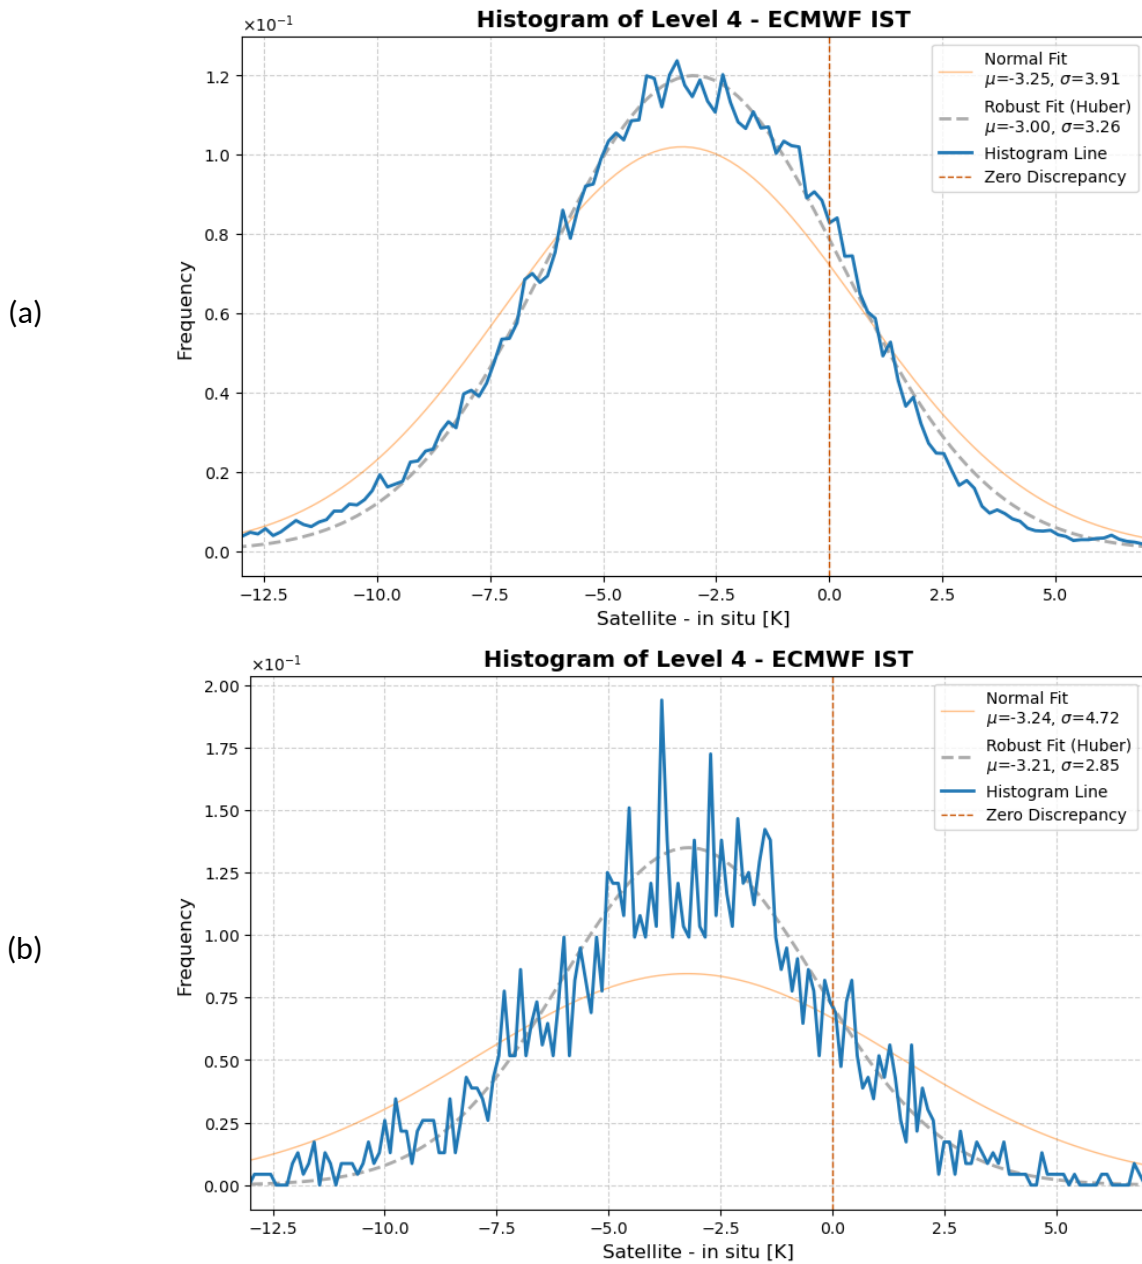 Histogram of Level 4 - ECMWF IST
×10⁻¹
1.2
1.0
0.8
0.6
0.4
0.2
0.0
Frequency
(a)
Normal Fit
μ=-3.25, σ=3.91
Robust Fit (Huber)
μ=-3.00, σ=3.26
Histogram Line
Zero Discrepancy
−12.5 −10.0 −7.5 −5.0 −2.5 0.0 2.5 5.0
Satellite - in situ [K]
Histogram of Level 4 - ECMWF IST
×10⁻¹
2.00
1.75
1.50
1.25
1.00
0.75
0.50
0.25
0.00
Frequency
(b)
Normal Fit
μ=-3.24, σ=4.72
Robust Fit (Huber)
μ=-3.21, σ=2.85
Histogram Line
Zero Discrepancy
−12.5 −10.0 −7.5 −5.0 −2.5 0.0 2.5 5.0
Satellite - in situ [K]